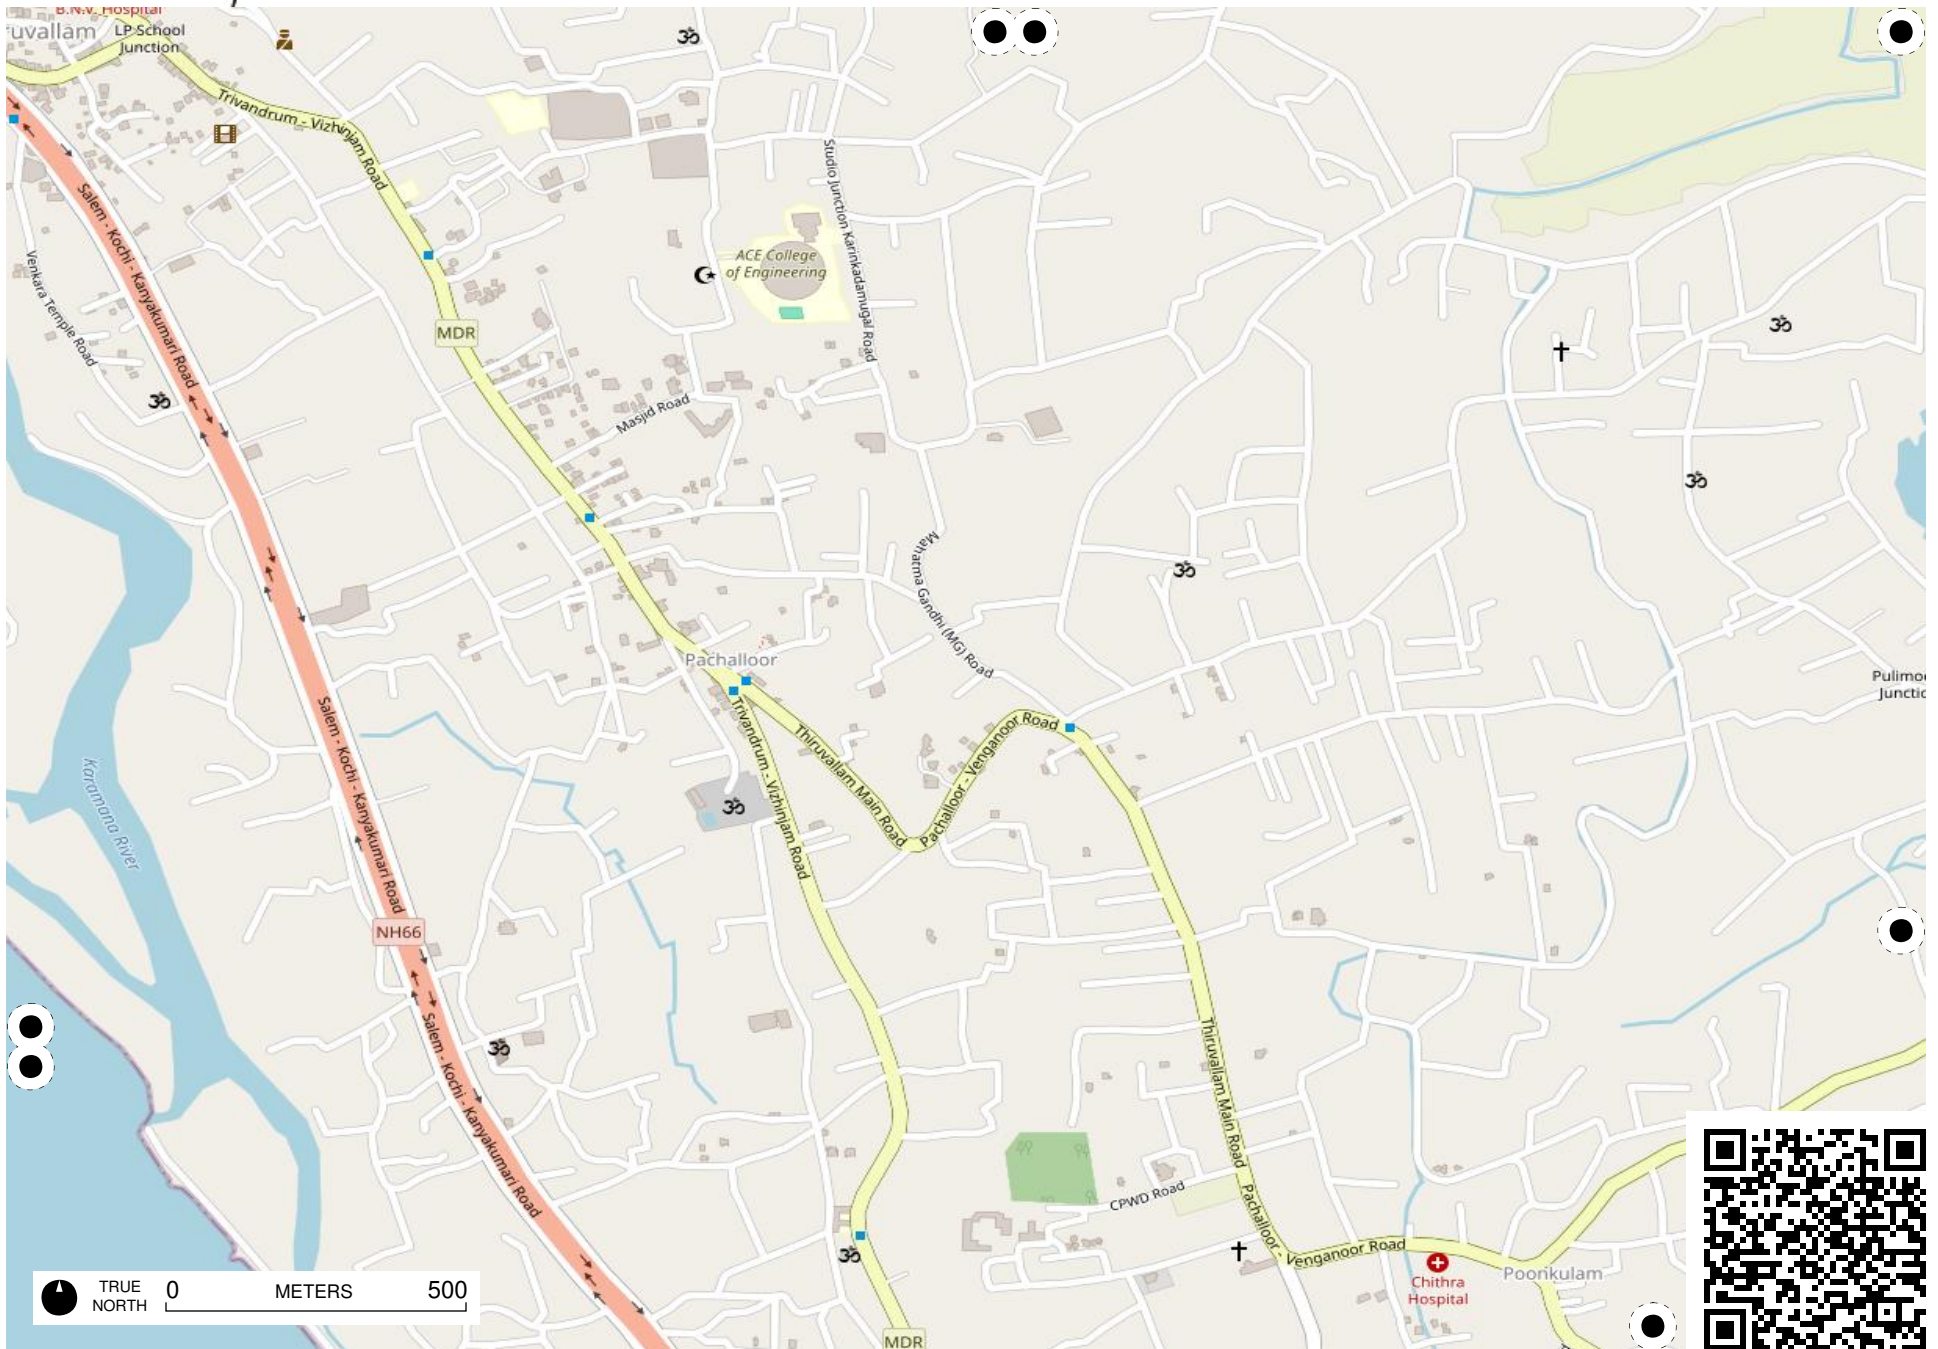 B.N.V. Hospital
ruvallam
LP School
Junction
Trivandrum - Vizhinjam Road
Salem - Kochi - Kanyakumari Road
Venkara Temple Road
MDR
Studio Junction Karinkadamugal Road
ACE College
of Engineering
Masjid Road
Mahatma Gandhi (MG) Road
Pachalloor
Pulimo
Junctio
Salem - Kochi - Kanyakumari Road
Trivandrum - Vizhinjam Road
Thiruvallam Main Road
Pachalloor - Venganoor Road
Karamana River
NH66
Salem - Kochi - Kanyakumari Road
Thiruvallam Main Road
CPWD Road
Pachalloor - Venganoor Road
Chithra
Hospital
Poonkulam
MDR
TRUE
NORTH
0 METERS 500
ॐ
ॐ
ॐ
ॐ
ॐ
ॐ
ॐ
ॐ